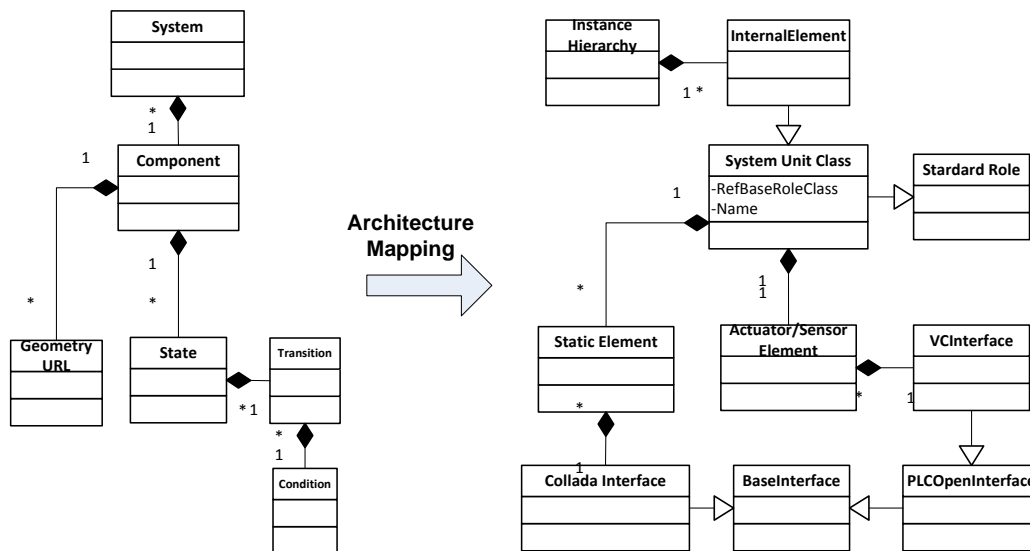 System
*
1
Component
1
1
*
*
Geometry
URL
State
Transition
* 1
*
1
Condition
Architecture
Mapping
Instance
Hierarchy
InternalElement
1 *
System Unit Class
-RefBaseRoleClass
-Name
Stardard Role
1
1
1
*
Static Element
Actuator/Sensor
Element
VCInterface
*
1
*
1
Collada Interface
BaseInterface
PLCOpenInterface